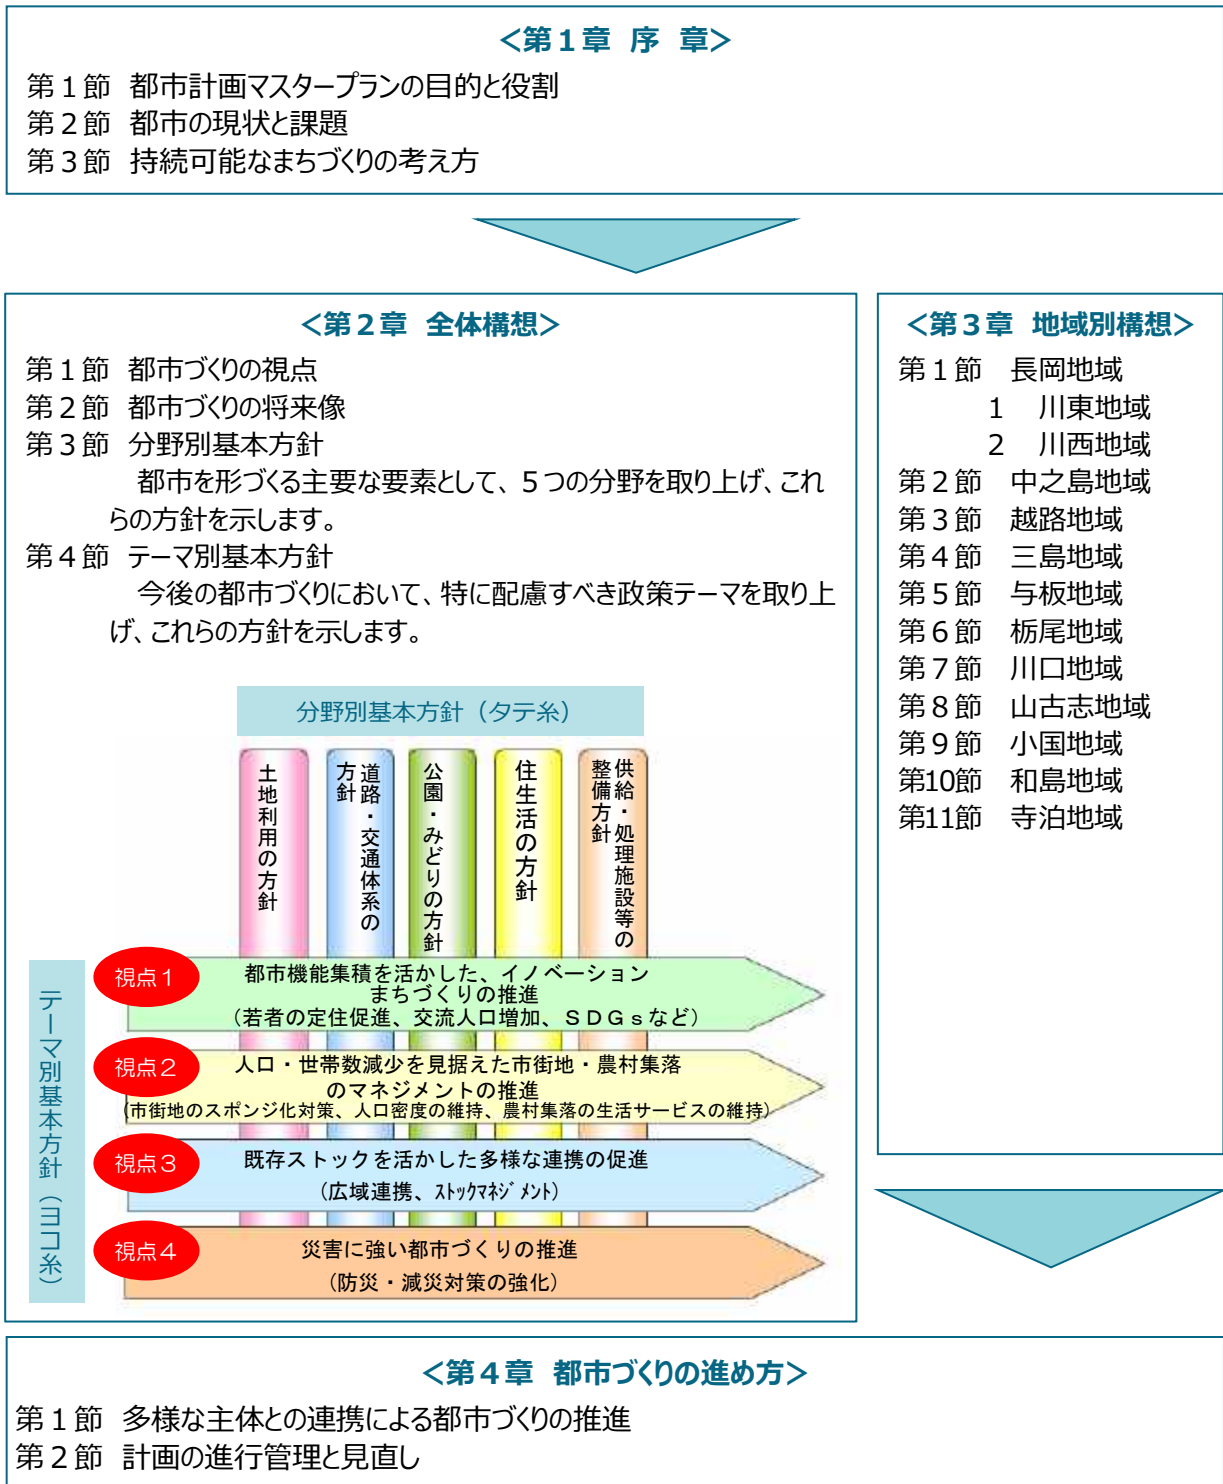 <第１章 序 章>
第１節 都市計画マスタープランの目的と役割
第２節 都市の現状と課題
第３節 持続可能なまちづくりの考え方
<第２章 全体構想>
第１節 都市づくりの視点
第２節 都市づくりの将来像
第３節 分野別基本方針
都市を形づくる主要な要素として、５つの分野を取り上げ、これ
らの方針を示します。
第４節 テーマ別基本方針
今後の都市づくりにおいて、特に配慮すべき政策テーマを取り上
げ、これらの方針を示します。
分野別基本方針（タテ糸）
土地利用の方針
道路・交通体系の
方針
公園・みどりの方針
住生活の方針
供給・処理施設等の
整備方針
テーマ別基本方針（ヨコ糸）
視点１
都市機能集積を活かした、イノベーション
まちづくりの推進
（若者の定住促進、交流人口増加、ＳＤＧｓなど）
視点２
人口・世帯数減少を見据えた市街地・農村集落
のマネジメントの推進
（市街地のスポンジ化対策、人口密度の維持、農村集落の生活サービスの維持）
視点３
既存ストックを活かした多様な連携の促進
（広域連携、ｽﾄｯｸﾏﾈｼﾞﾒﾝﾄ）
視点４
災害に強い都市づくりの推進
（防災・減災対策の強化）
<第３章 地域別構想>
第１節 長岡地域
１ 川東地域
２ 川西地域
第２節 中之島地域
第３節 越路地域
第４節 三島地域
第５節 与板地域
第６節 栃尾地域
第７節 川口地域
第８節 山古志地域
第９節 小国地域
第10節 和島地域
第11節 寺泊地域
<第４章 都市づくりの進め方>
第１節 多様な主体との連携による都市づくりの推進
第２節 計画の進行管理と見直し